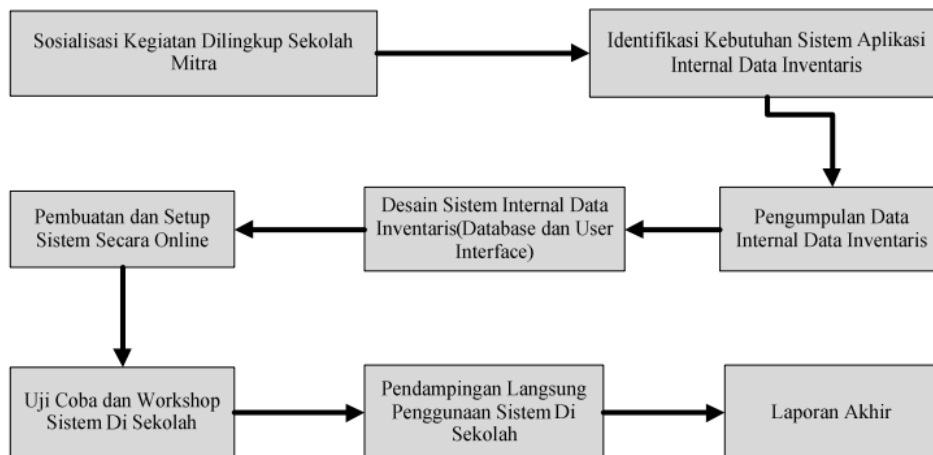 Sosialisasi Kegiatan Dilingkup Sekolah
Mitra
Identifikasi Kebutuhan Sistem Aplikasi
Internal Data Inventaris
Pengumpulan Data
Internal Data Inventaris
Desain Sistem Internal Data
Inventaris(Database dan User
Interface)
Pembuatan dan Setup
Sistem Secara Online
Uji Coba dan Workshop
Sistem Di Sekolah
Pendampingan Langsung
Penggunaan Sistem Di
Sekolah
Laporan Akhir